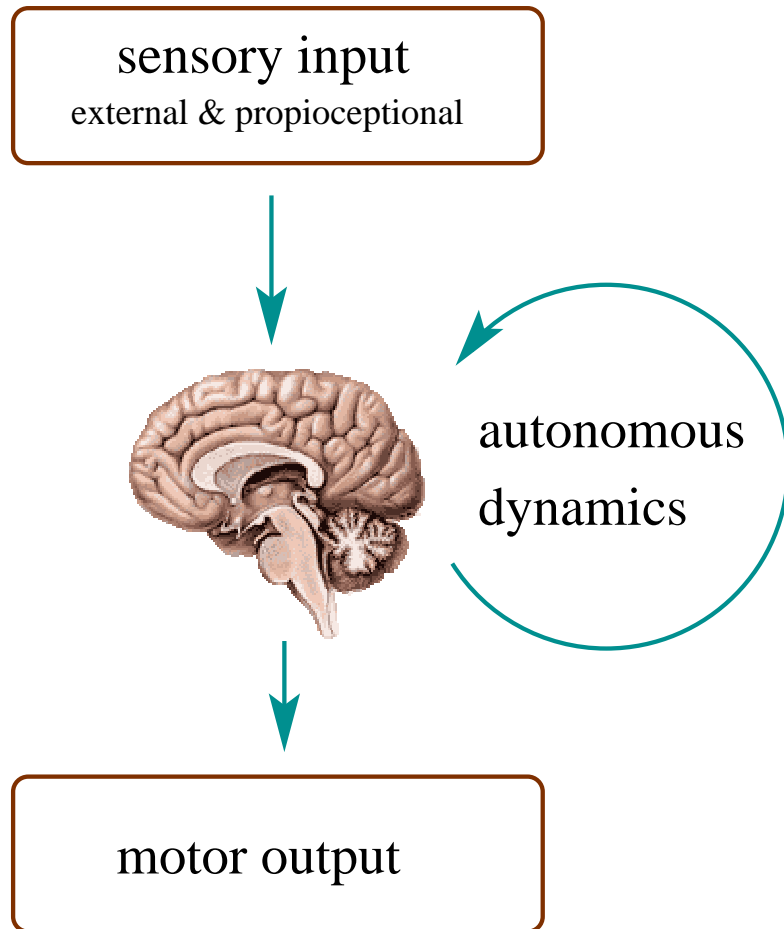 sensory input
external & propioceptional
autonomous
dynamics
motor output